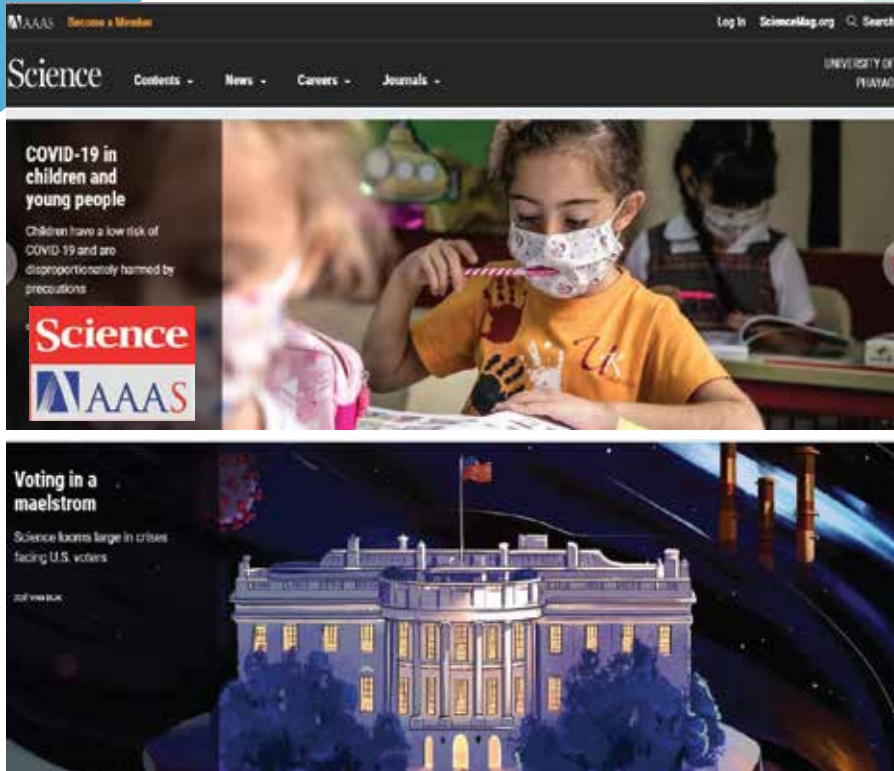 AAAS Become a Member
Log In ScienceMag.org Search
Science Contents News Careers Journals
UNIVERSITY OF
PHAYAO
COVID-19 in
children and
young people
Children have a low risk of
COVID-19 and are
disproportionately harmed by
precautions
Science
AAAS
UK
Voting in a
maelstrom
Science looms large in crises
facing U.S. voters